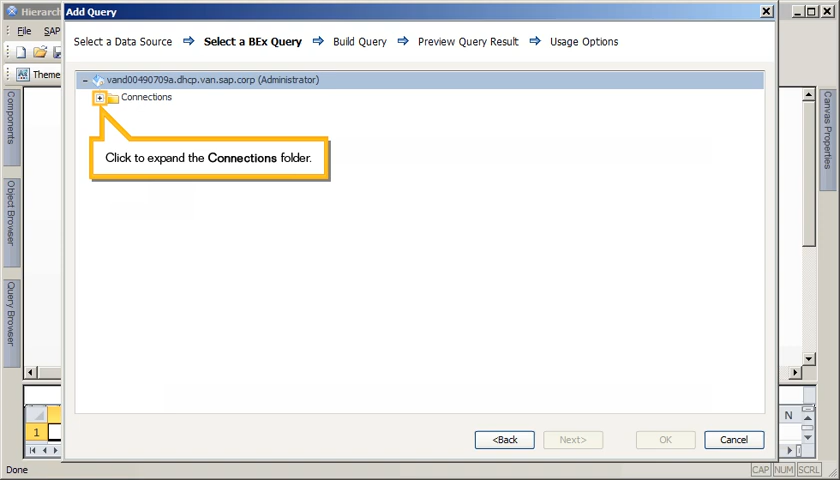 Hierarch
Add Query
File
SAP
Theme
Select a Data Source
Select a BEx Query
Build Query
Preview Query Result
Usage Options
vand00490709a.dhcp.van.sap.corp (Administrator)
Connections
Click to expand the Connections folder.
Components
Object Browser
Query Browser
Canvas Properties
<Back
Next>
OK
Cancel
N
1
Done
CAP NUM SCRL